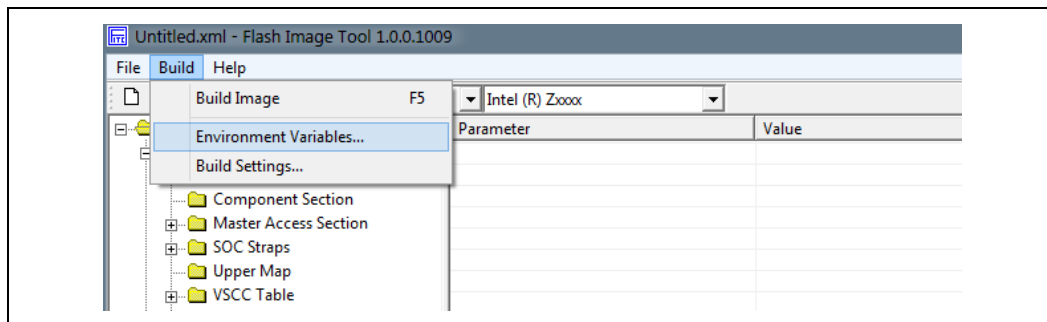 Untitled.xml - Flash Image Tool 1.0.0.1009
File Build Help
Build Image F5
Intel (R) Zxxxx
Environment Variables...
Parameter Value
Build Settings...
Component Section
Master Access Section
SOC Straps
Upper Map
VSCC Table